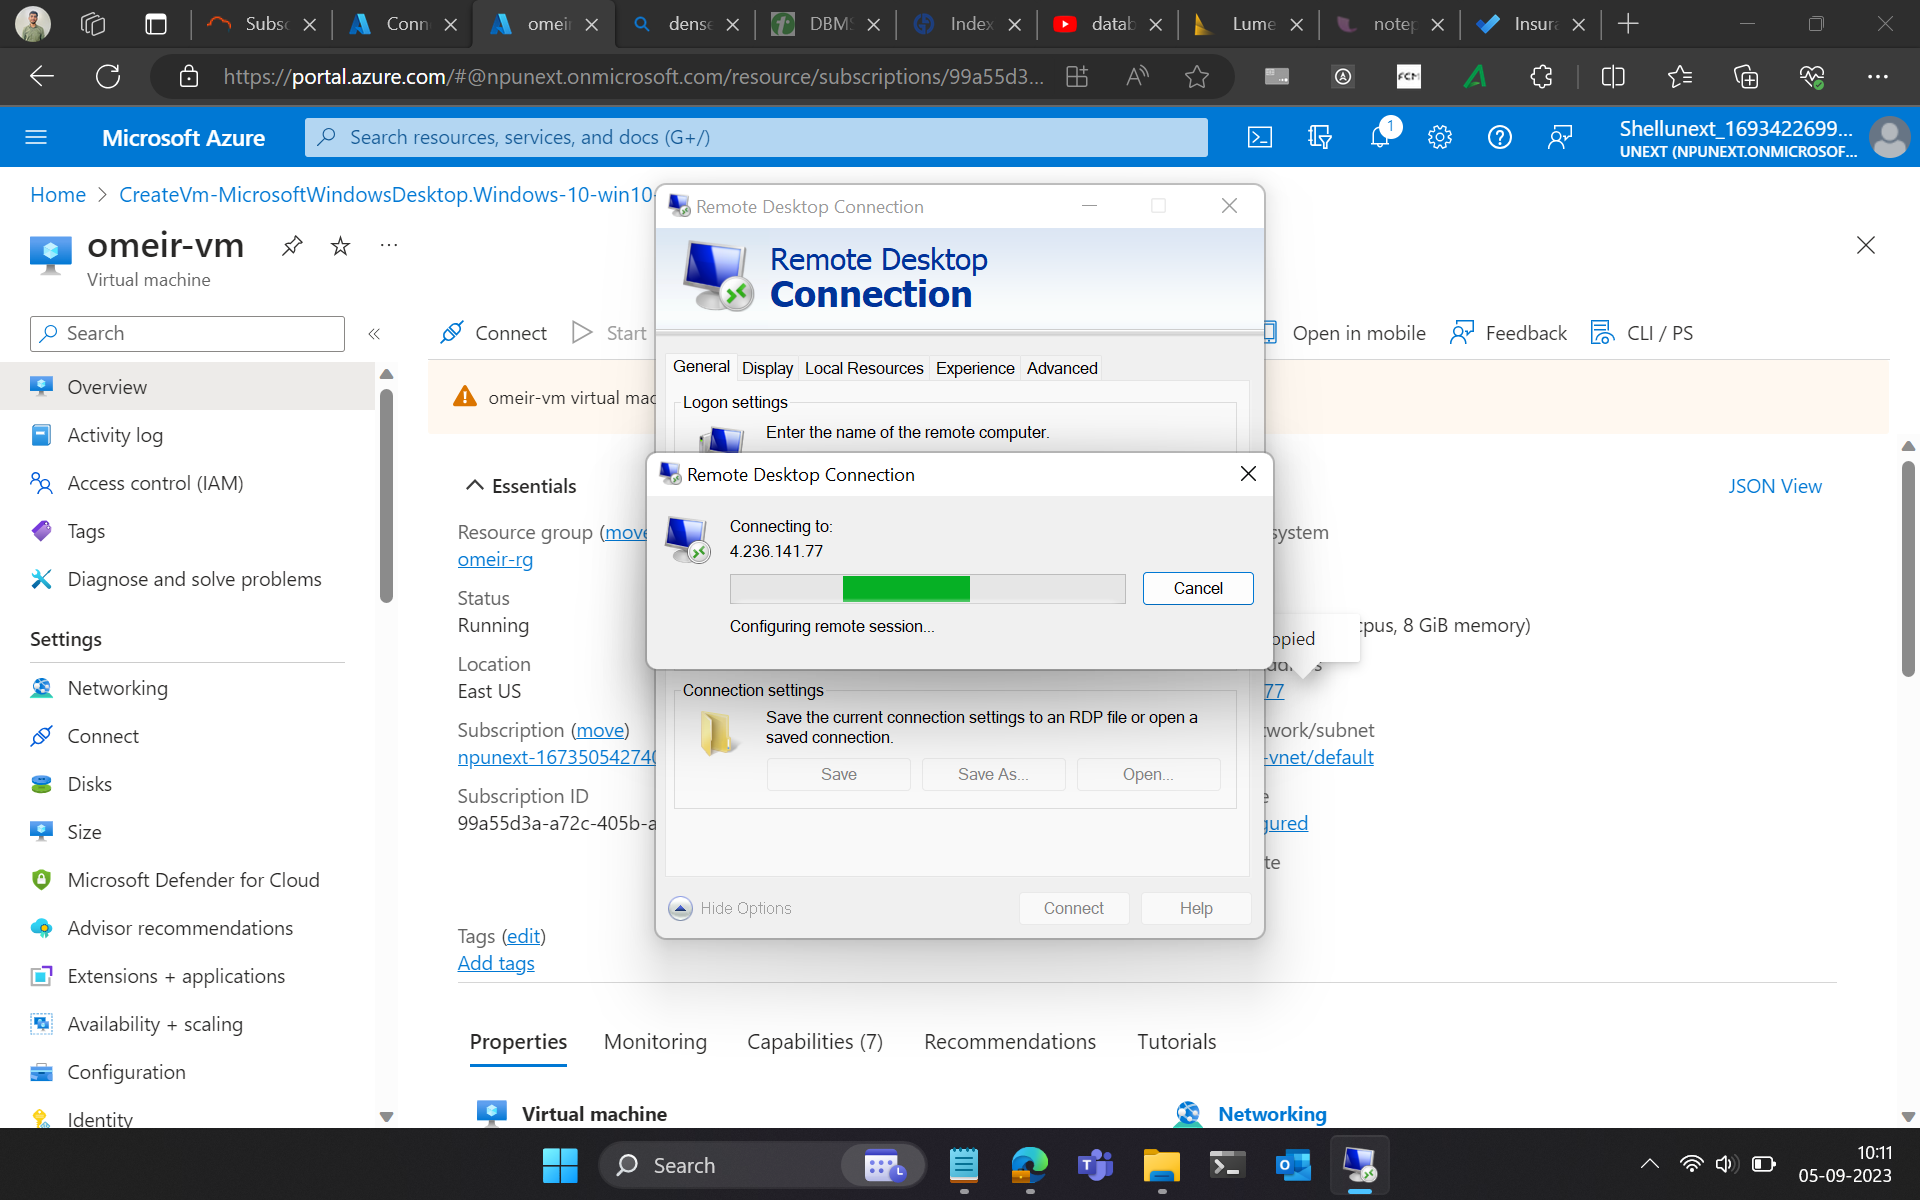 Subsc
Conn
omeir
dense
DBMS
Index
datab
Lume
notep
Insura
https://portal.azure.com/#@npunext.onmicrosoft.com/resource/subscriptions/99a55d3...
FCM
Microsoft Azure
Search resources, services, and docs (G+/)
1
Shellunext_1693422699...
UNEXT (NPUNEXT.ONMICROSOF...
Home > CreateVm-MicrosoftWindowsDesktop.Windows-10-win10-
omeir-vm
Virtual machine
Search
Connect
Start
Open in mobile
Feedback
CLI / PS
omeir-vm virtual mac
Overview
Activity log
Access control (IAM)
Tags
Diagnose and solve problems
Settings
Networking
Connect
Disks
Size
Microsoft Defender for Cloud
Advisor recommendations
Extensions + applications
Availability + scaling
Configuration
Identity
Essentials
JSON View
Resource group (move
omeir-rg
Status
Running
Location
East US
Subscription (move)
npunext-167350542740
Subscription ID
99a55d3a-a72c-405b-a
Tags (edit)
Add tags
system
cpus, 8 GiB memory)
opied
77
work/subnet
-vnet/default
gured
te
Remote Desktop Connection
Remote Desktop
Connection
General
Display
Local Resources
Experience
Advanced
Logon settings
Enter the name of the remote computer.
Remote Desktop Connection
Connecting to:
4.236.141.77
Cancel
Configuring remote session...
Connection settings
Save the current connection settings to an RDP file or open a
saved connection.
Save
Save As...
Open...
Hide Options
Connect
Help
Properties
Monitoring
Capabilities (7)
Recommendations
Tutorials
Virtual machine
Networking
Search
10:11
05-09-2023